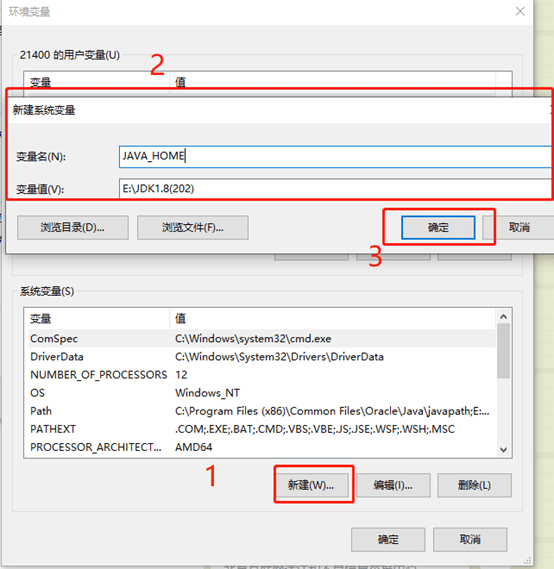 环境变量
21400 的用户变量(U)
2
变量 值
新建系统变量
变量名(N): JAVA_HOME
变量值(V): E:\JDK1.8(202)
浏览目录(D)... 浏览文件(F)... 确定 取消
3
系统变量(S)
变量 值
ComSpec C:\Windows\system32\cmd.exe
DriverData C:\Windows\System32\Drivers\DriverData
NUMBER_OF_PROCESSORS 12
OS Windows_NT
Path C:\Program Files (x86)\Common Files\Oracle\Java\javapath;E:...
PATHEXT .COM;.EXE;.BAT;.CMD;.VBS;.VBE;.JS;.JSE;.WSF;.WSH;.MSC
PROCESSOR_ARCHITECT... AMD64
1
新建(W)... 编辑(I)... 删除(L)
确定 取消